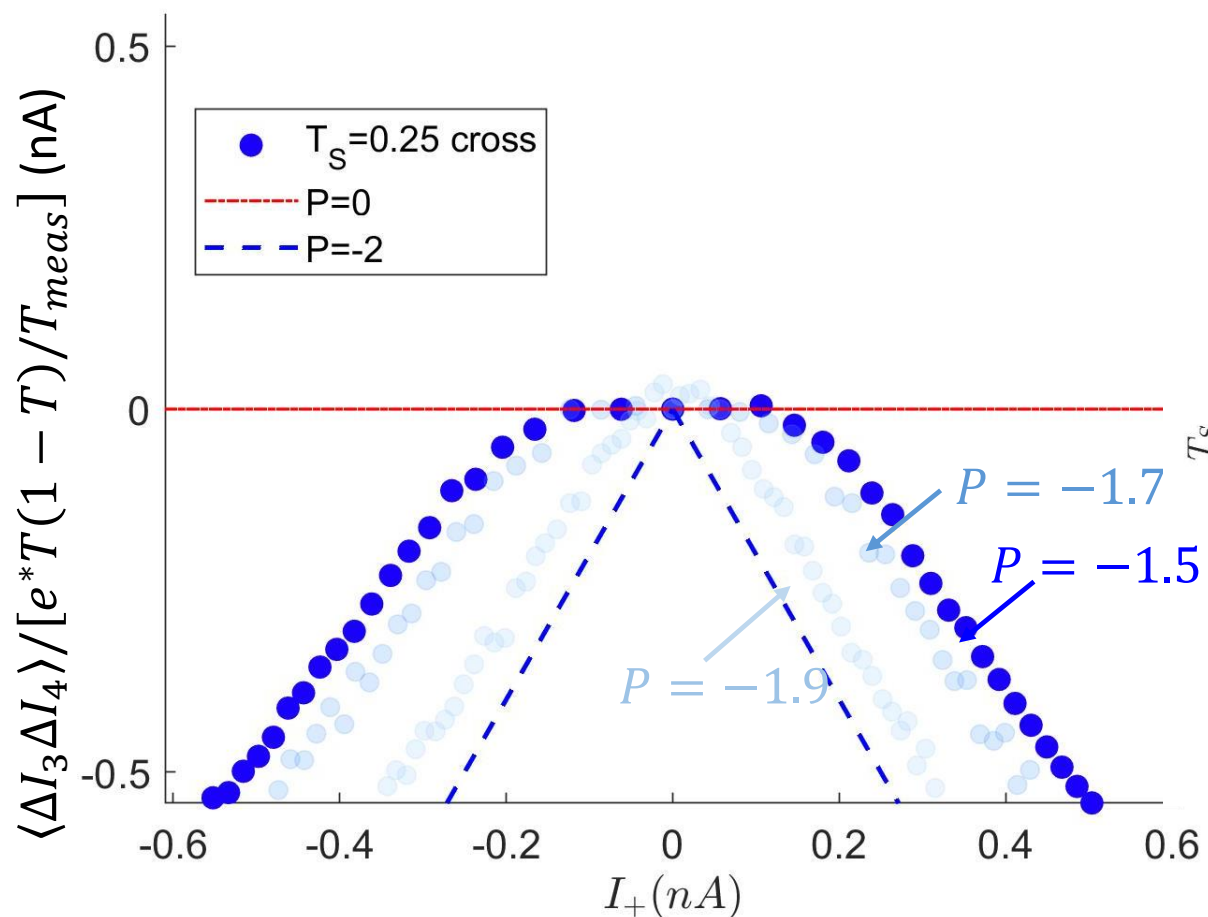 ⟨ΔI₃ΔI₄⟩/[e*T(1 − T)/T_meas] (nA)
0.5
0
-0.5
T_S=0.25 cross
P=0
P=-2
P = −1.7
P = −1.5
P = −1.9
T_S
-0.6
-0.4
-0.2
0
0.2
0.4
0.6
I₊(nA)